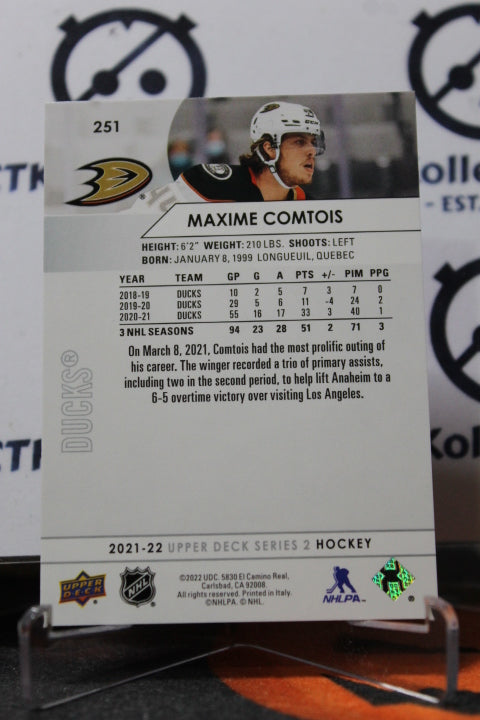 251
MAXIME COMTOIS
HEIGHT: 6'2" WEIGHT: 210 LBS. SHOOTS: LEFT
BORN: JANUARY 8, 1999 LONGUEUIL, QUEBEC
YEAR TEAM GP G A PTS +/- PIM PPG
2018-19 DUCKS 10 2 5 7 3 7 0
2019-20 DUCKS 29 5 6 11 -4 24 2
2020-21 DUCKS 55 16 17 33 3 40 1
3 NHL SEASONS 94 23 28 51 2 71 3
On March 8, 2021, Comtois had the most prolific outing of
his career. The winger recorded a trio of primary assists,
including two in the second period, to help lift Anaheim to a
6-5 overtime victory over visiting Los Angeles.
DUCKS®
2021-22 UPPER DECK SERIES 2 HOCKEY
UPPER DECK
NHL
©2022 UDC. 5830 El Camino Real,
Carlsbad, CA 92008.
All rights reserved. Printed in Italy.
©NHLPA. © NHL.
NHLPA
®